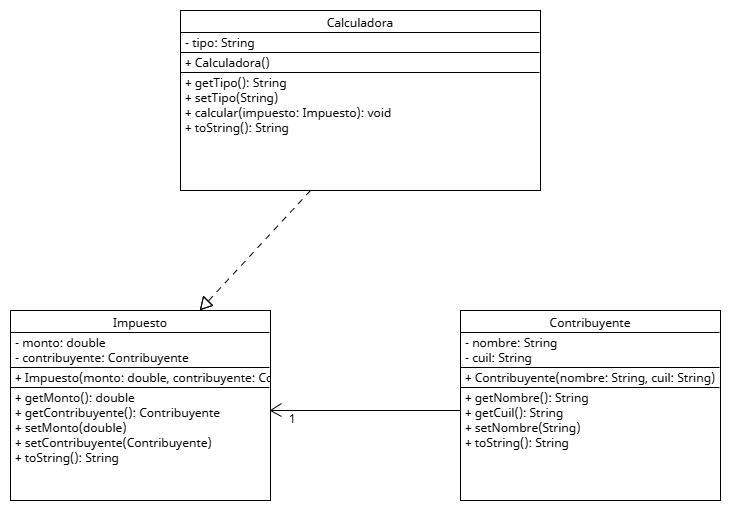 Calculadora
- tipo: String
+ Calculadora()
+ getTipo(): String
+ setTipo(String)
+ calcular(impuesto: Impuesto): void
+ toString(): String
Impuesto
- monto: double
- contribuyente: Contribuyente
+ Impuesto(monto: double, contribuyente: Co
+ getMonto(): double
+ getContribuyente(): Contribuyente
+ setMonto(double)
+ setContribuyente(Contribuyente)
+ toString(): String
1
Contribuyente
- nombre: String
- cuil: String
+ Contribuyente(nombre: String, cuil: String)
+ getNombre(): String
+ getCuil(): String
+ setNombre(String)
+ toString(): String